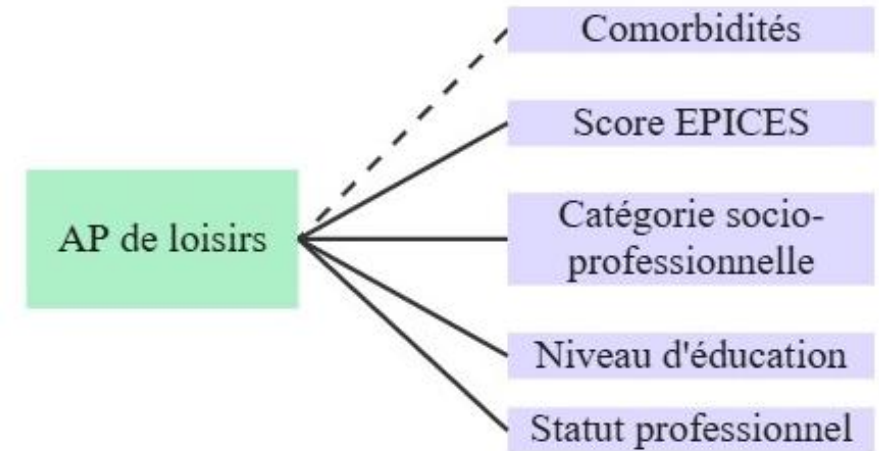 Comorbidités
Score EPICES
AP de loisirs
Catégorie socio-
professionnelle
Niveau d'éducation
Statut professionnel